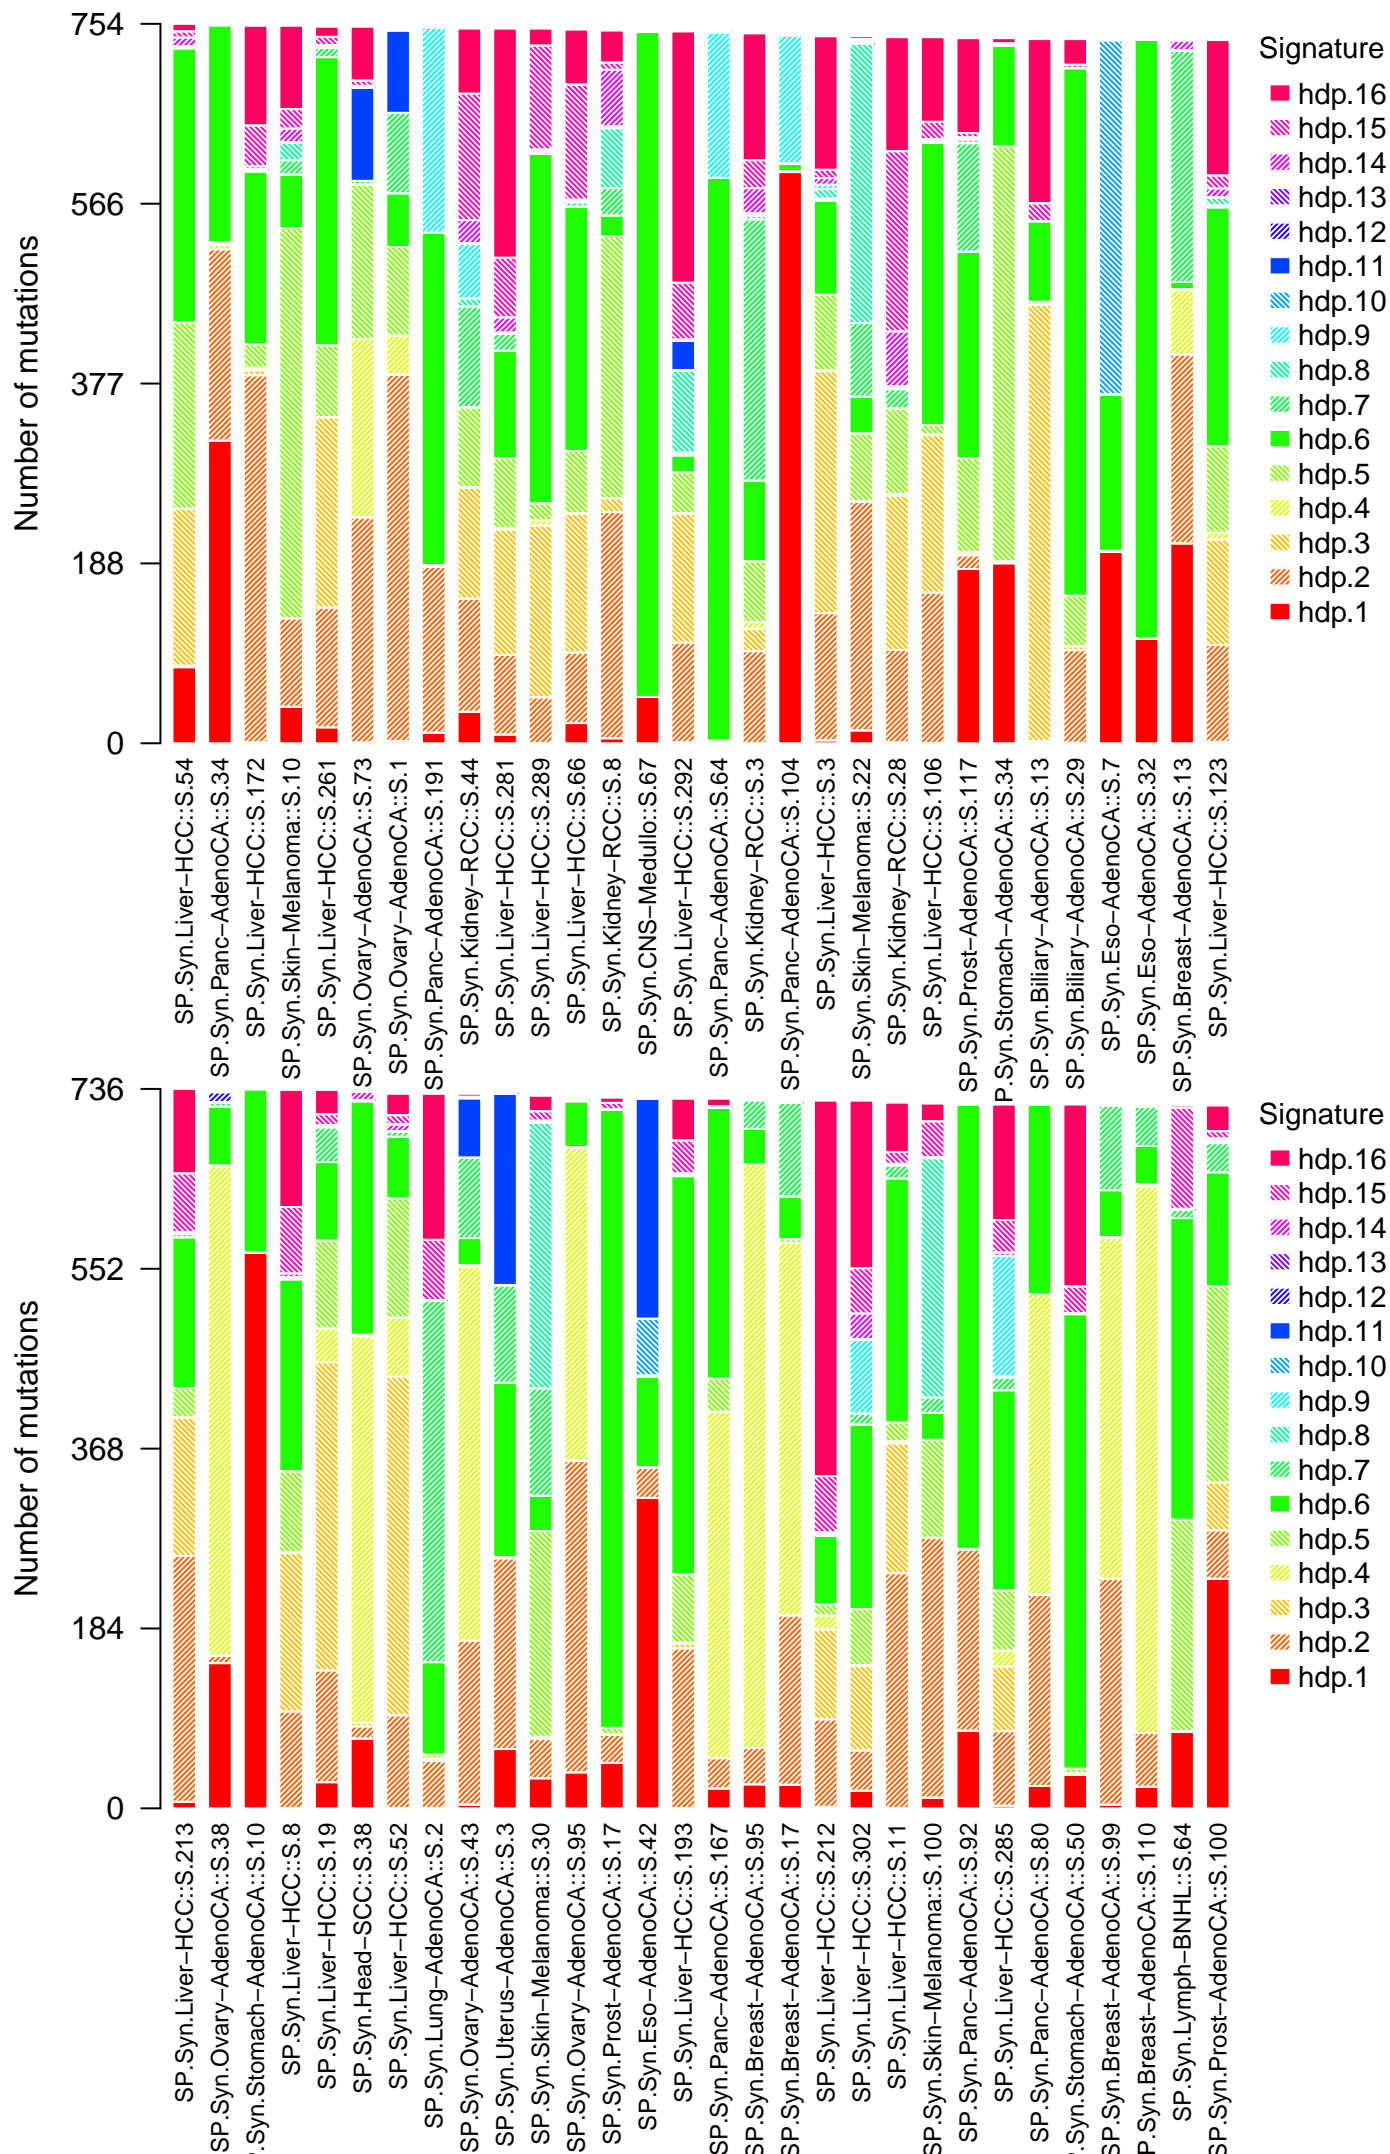 Number of mutations
754
566
377
188
0
Signature
hdp.16
hdp.15
hdp.14
hdp.13
hdp.12
hdp.11
hdp.10
hdp.9
hdp.8
hdp.7
hdp.6
hdp.5
hdp.4
hdp.3
hdp.2
hdp.1
SP.Syn.Liver−HCC::S.54
SP.Syn.Panc−AdenoCA::S.34
SP.Syn.Liver−HCC::S.172
SP.Syn.Skin−Melanoma::S.10
SP.Syn.Liver−HCC::S.261
SP.Syn.Ovary−AdenoCA::S.73
SP.Syn.Ovary−AdenoCA::S.1
SP.Syn.Panc−AdenoCA::S.191
SP.Syn.Kidney−RCC::S.44
SP.Syn.Liver−HCC::S.281
SP.Syn.Liver−HCC::S.289
SP.Syn.Liver−HCC::S.66
SP.Syn.Kidney−RCC::S.8
SP.Syn.CNS−Medullo::S.67
SP.Syn.Liver−HCC::S.292
SP.Syn.Panc−AdenoCA::S.64
SP.Syn.Kidney−RCC::S.3
SP.Syn.Panc−AdenoCA::S.104
SP.Syn.Liver−HCC::S.3
SP.Syn.Skin−Melanoma::S.22
SP.Syn.Kidney−RCC::S.28
SP.Syn.Liver−HCC::S.106
SP.Syn.Prost−AdenoCA::S.117
P.Syn.Stomach−AdenoCA::S.34
SP.Syn.Biliary−AdenoCA::S.13
SP.Syn.Biliary−AdenoCA::S.29
SP.Syn.Eso−AdenoCA::S.7
SP.Syn.Eso−AdenoCA::S.32
SP.Syn.Breast−AdenoCA::S.13
SP.Syn.Liver−HCC::S.123
Number of mutations
736
552
368
184
0
Signature
hdp.16
hdp.15
hdp.14
hdp.13
hdp.12
hdp.11
hdp.10
hdp.9
hdp.8
hdp.7
hdp.6
hdp.5
hdp.4
hdp.3
hdp.2
hdp.1
SP.Syn.Liver−HCC::S.213
SP.Syn.Ovary−AdenoCA::S.38
P.Syn.Stomach−AdenoCA::S.10
SP.Syn.Liver−HCC::S.8
SP.Syn.Liver−HCC::S.19
SP.Syn.Head−SCC::S.38
SP.Syn.Liver−HCC::S.52
SP.Syn.Lung−AdenoCA::S.2
SP.Syn.Ovary−AdenoCA::S.43
SP.Syn.Uterus−AdenoCA::S.3
SP.Syn.Skin−Melanoma::S.30
SP.Syn.Ovary−AdenoCA::S.95
SP.Syn.Prost−AdenoCA::S.17
SP.Syn.Eso−AdenoCA::S.42
SP.Syn.Liver−HCC::S.193
SP.Syn.Panc−AdenoCA::S.167
SP.Syn.Breast−AdenoCA::S.95
SP.Syn.Breast−AdenoCA::S.17
SP.Syn.Liver−HCC::S.212
SP.Syn.Liver−HCC::S.302
SP.Syn.Liver−HCC::S.11
SP.Syn.Skin−Melanoma::S.100
SP.Syn.Panc−AdenoCA::S.92
SP.Syn.Liver−HCC::S.285
SP.Syn.Panc−AdenoCA::S.80
P.Syn.Stomach−AdenoCA::S.50
SP.Syn.Breast−AdenoCA::S.99
SP.Syn.Breast−AdenoCA::S.110
SP.Syn.Lymph−BNHL::S.64
SP.Syn.Prost−AdenoCA::S.100